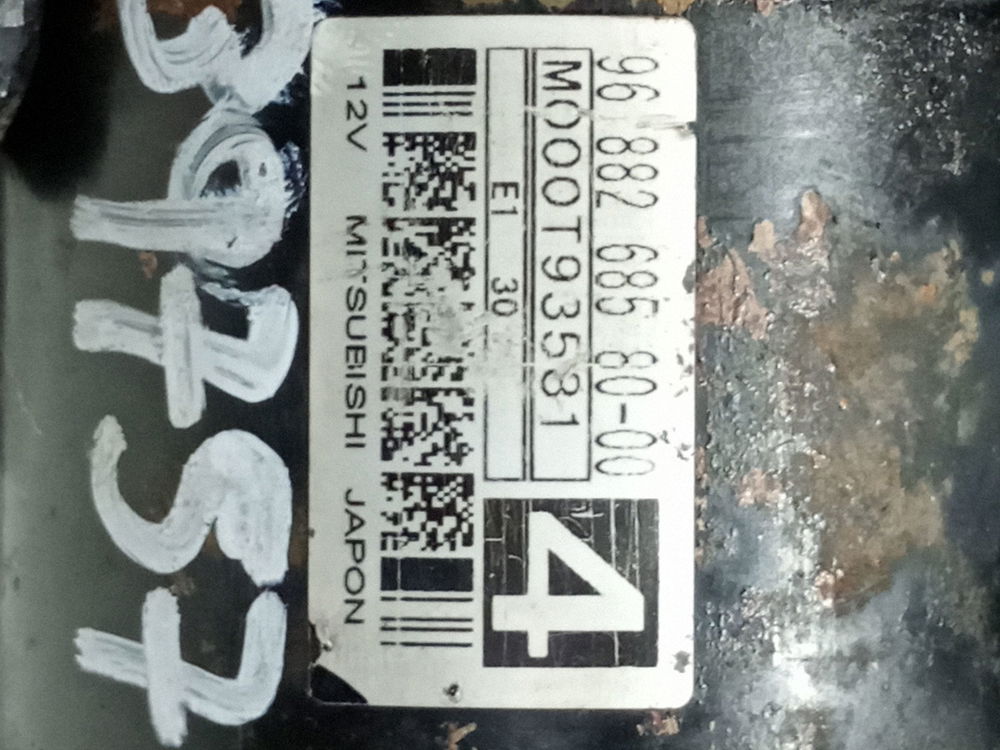 96 882 685 80-00
M000T93581
E1 30
4
12V MITSUBISHI JAPON